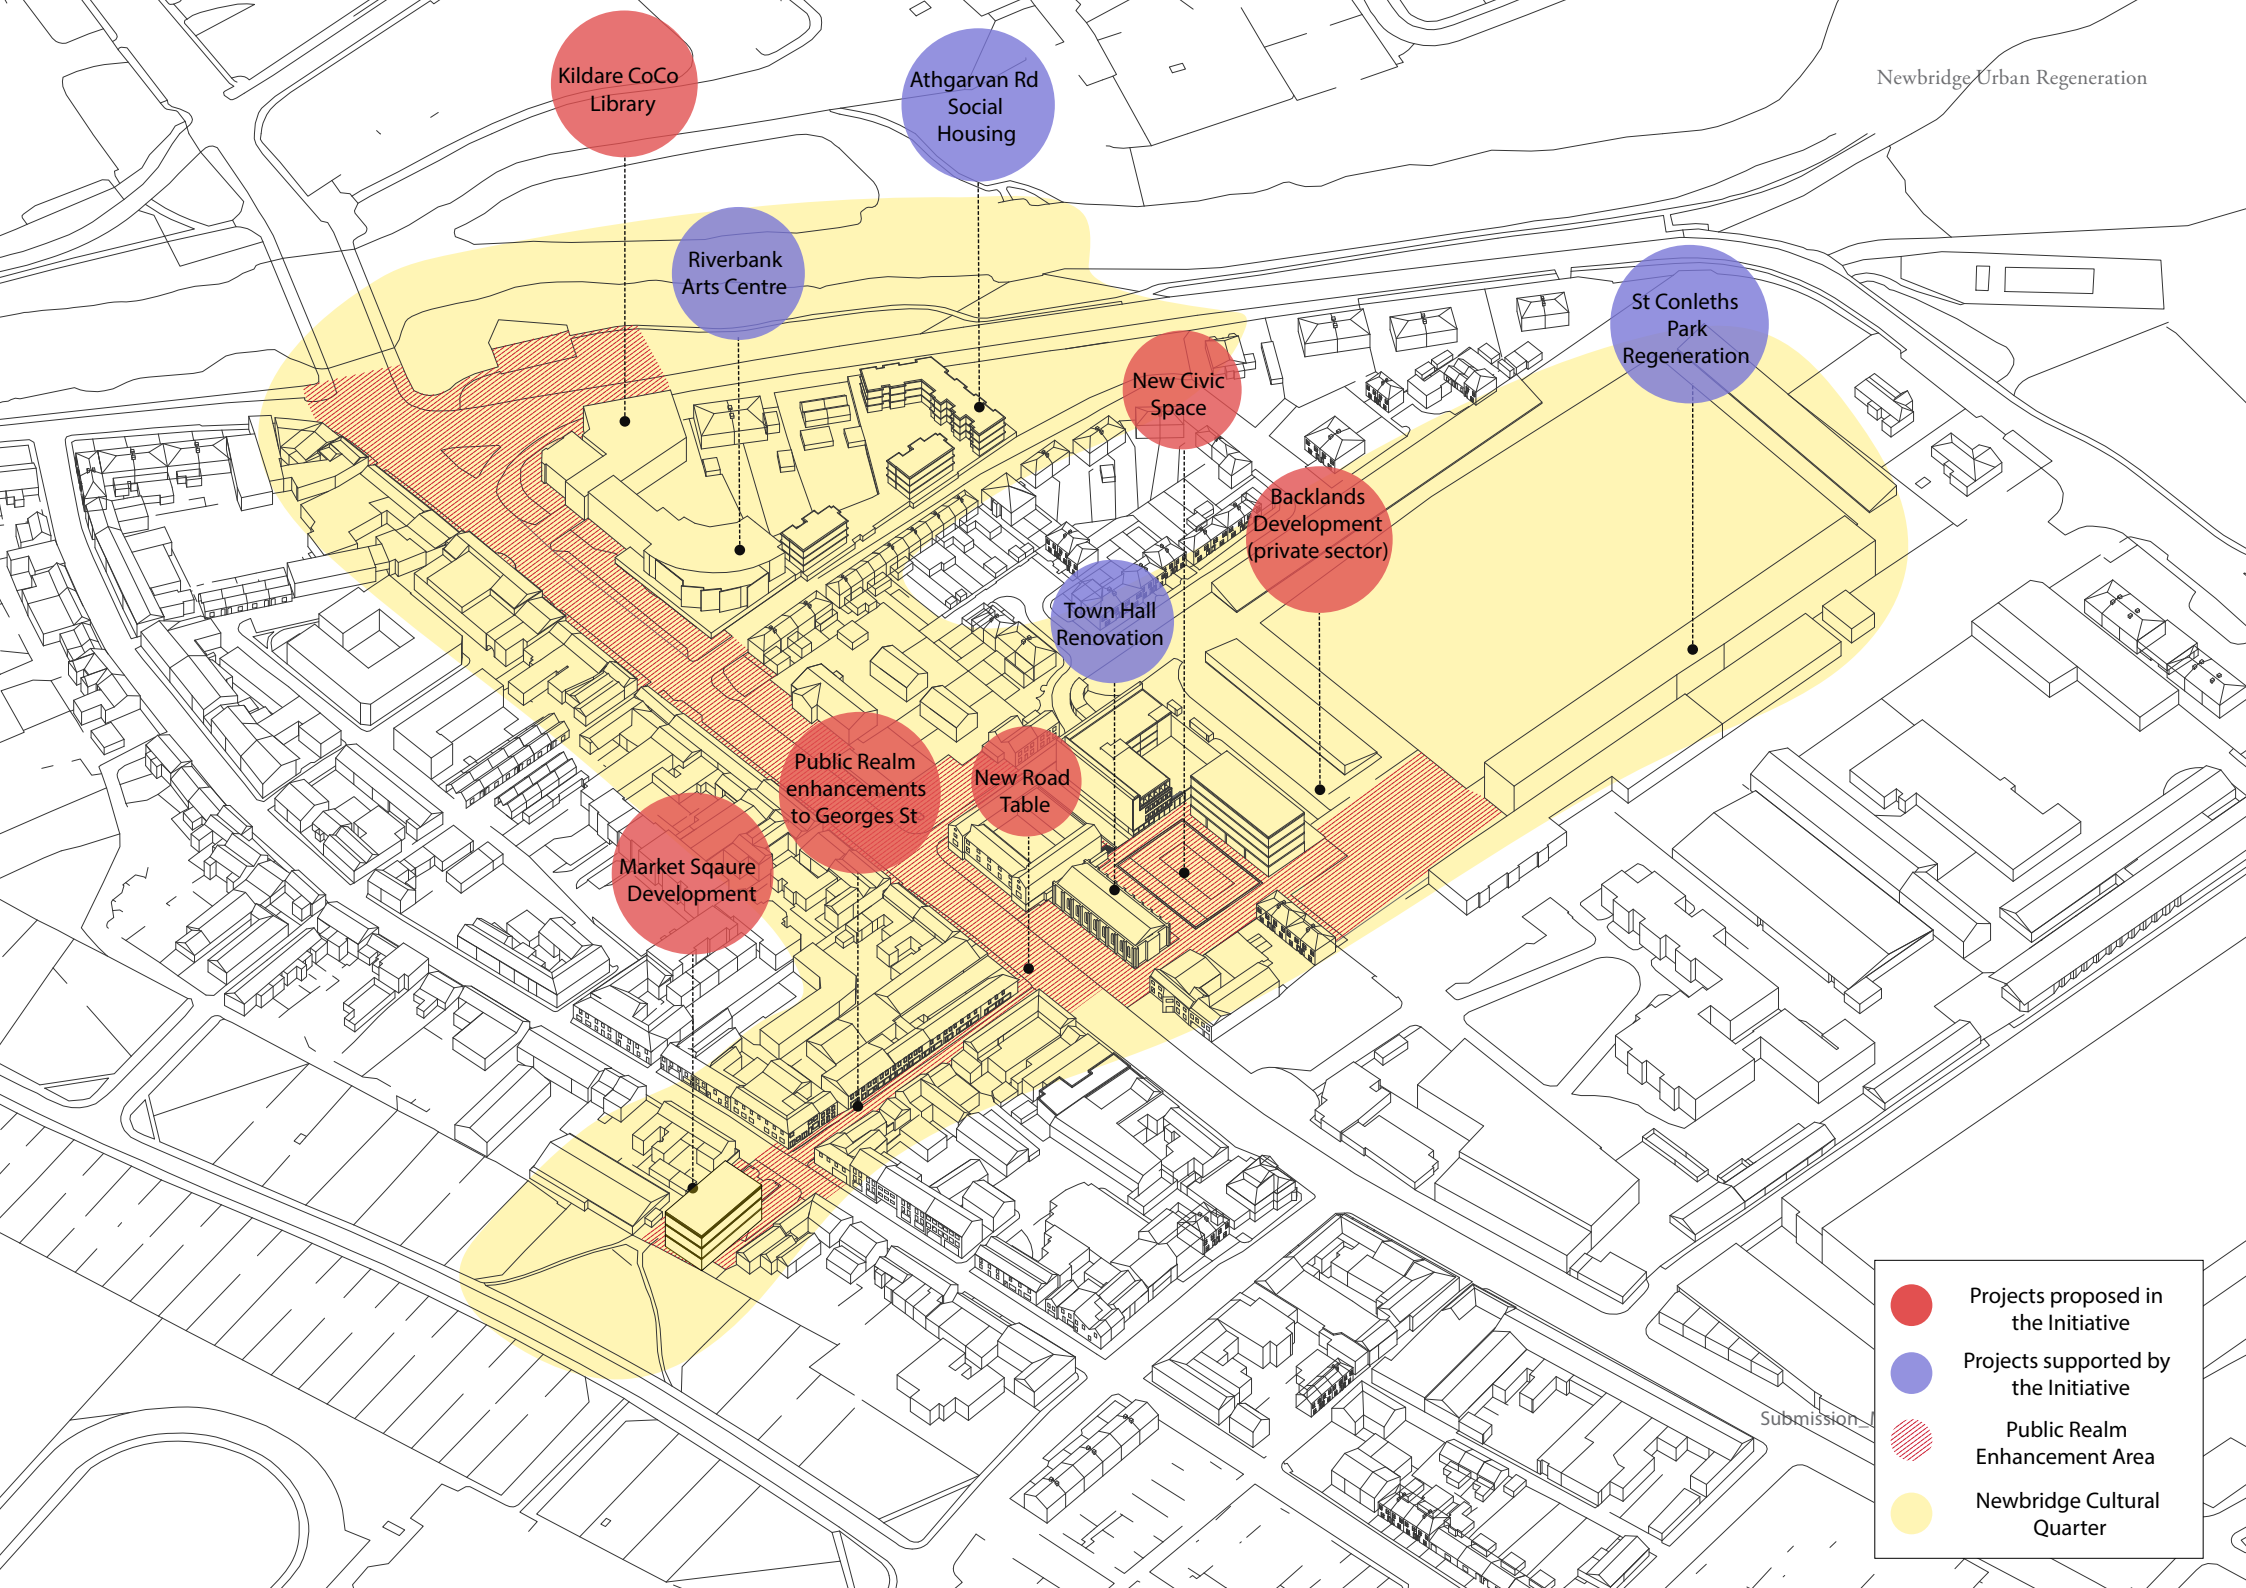 Newbridge Urban Regeneration
Kildare CoCo
Library
Athgarvan Rd
Social
Housing
Riverbank
Arts Centre
St Conleths
Park
Regeneration
New Civic
Space
Backlands
Development
(private sector)
Town Hall
Renovation
Public Realm
enhancements
to Georges St
New Road
Table
Market Sqaure
Development
Projects proposed in
the Initiative
Projects supported by
the Initiative
Submission_
Public Realm
Enhancement Area
Newbridge Cultural
Quarter